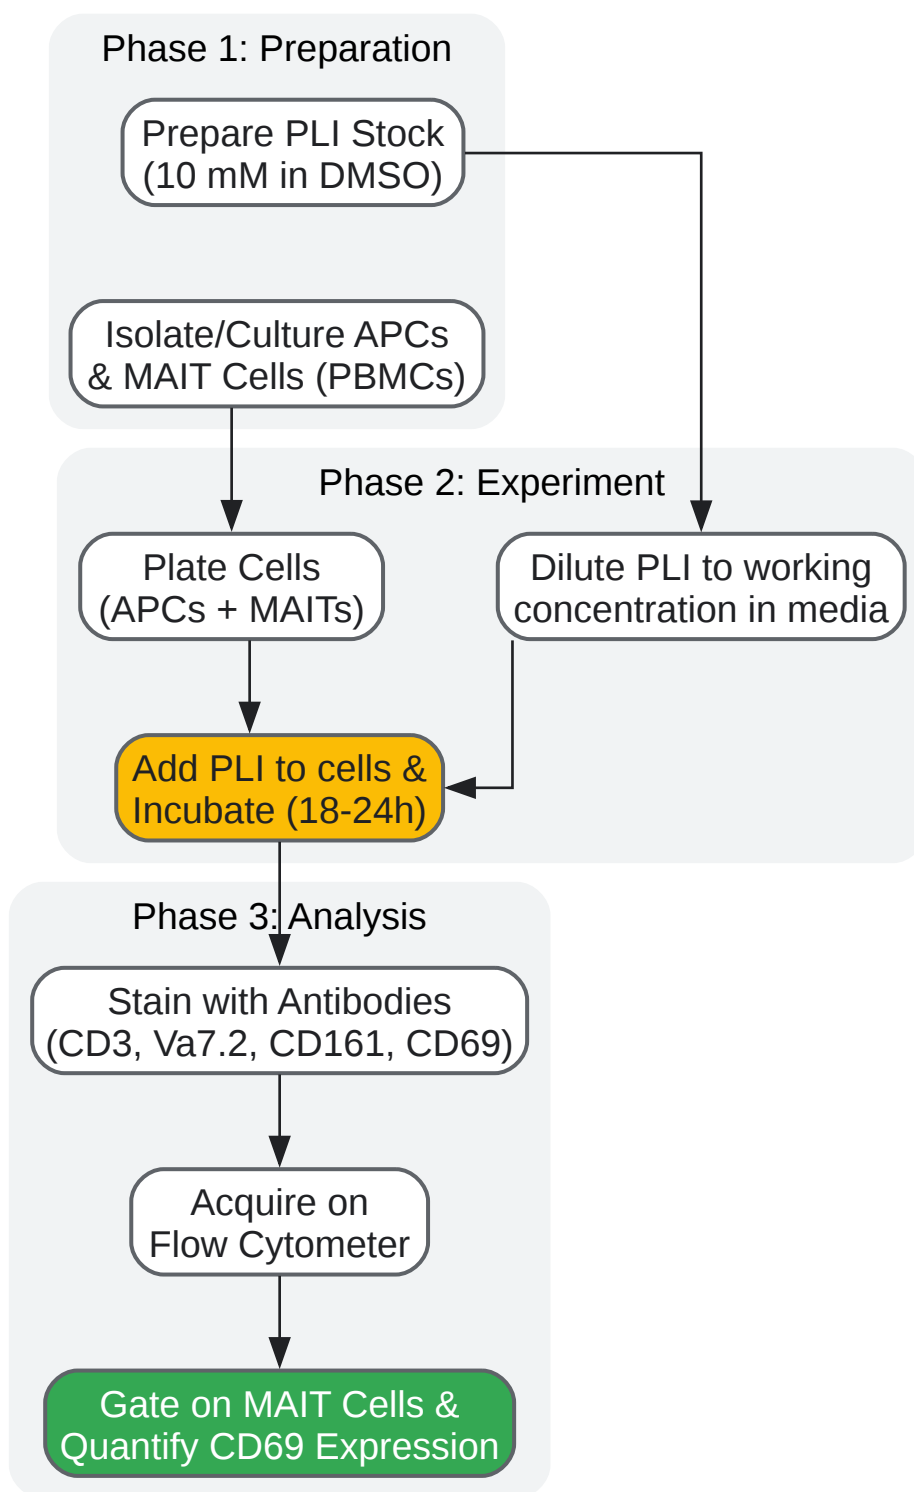 Phase 1: Preparation
Prepare PLI Stock
(10 mM in DMSO)
Isolate/Culture APCs
& MAIT Cells (PBMCs)
Phase 2: Experiment
Plate Cells
(APCs + MAITs)
Dilute PLI to working
concentration in media
Add PLI to cells &
Incubate (18-24h)
Phase 3: Analysis
Stain with Antibodies
(CD3, Va7.2, CD161, CD69)
Acquire on
Flow Cytometer
Gate on MAIT Cells &
Quantify CD69 Expression